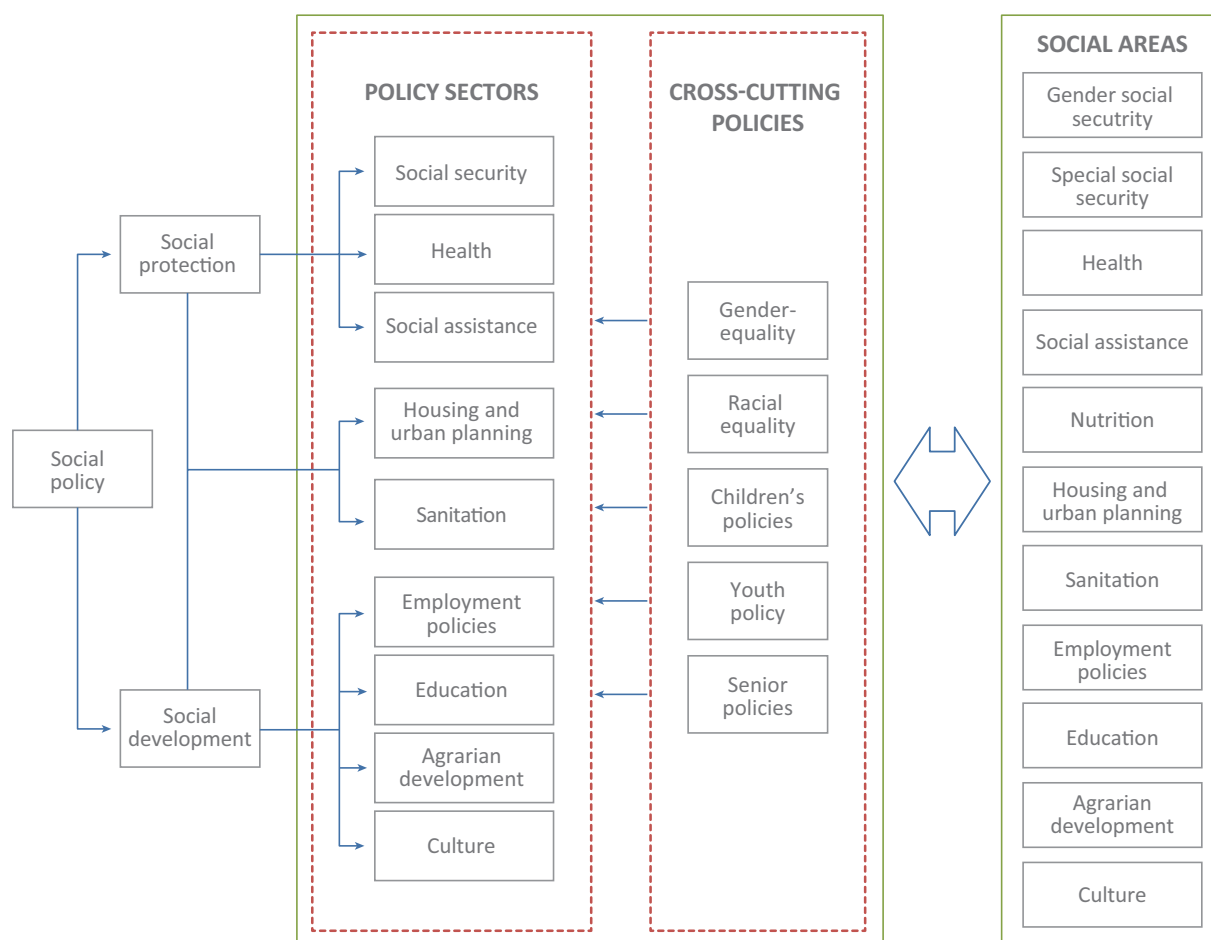 Social
policy
Social
protection
Social
development
POLICY SECTORS
Social security
Health
Social assistance
Housing and
urban planning
Sanitation
Employment
policies
Education
Agrarian
development
Culture
CROSS-CUTTING
POLICIES
Gender-
equality
Racial
equality
Children’s
policies
Youth
policy
Senior
policies
SOCIAL AREAS
Gender social
secutrity
Special social
security
Health
Social assistance
Nutrition
Housing and
urban planning
Sanitation
Employment
policies
Education
Agrarian
development
Culture